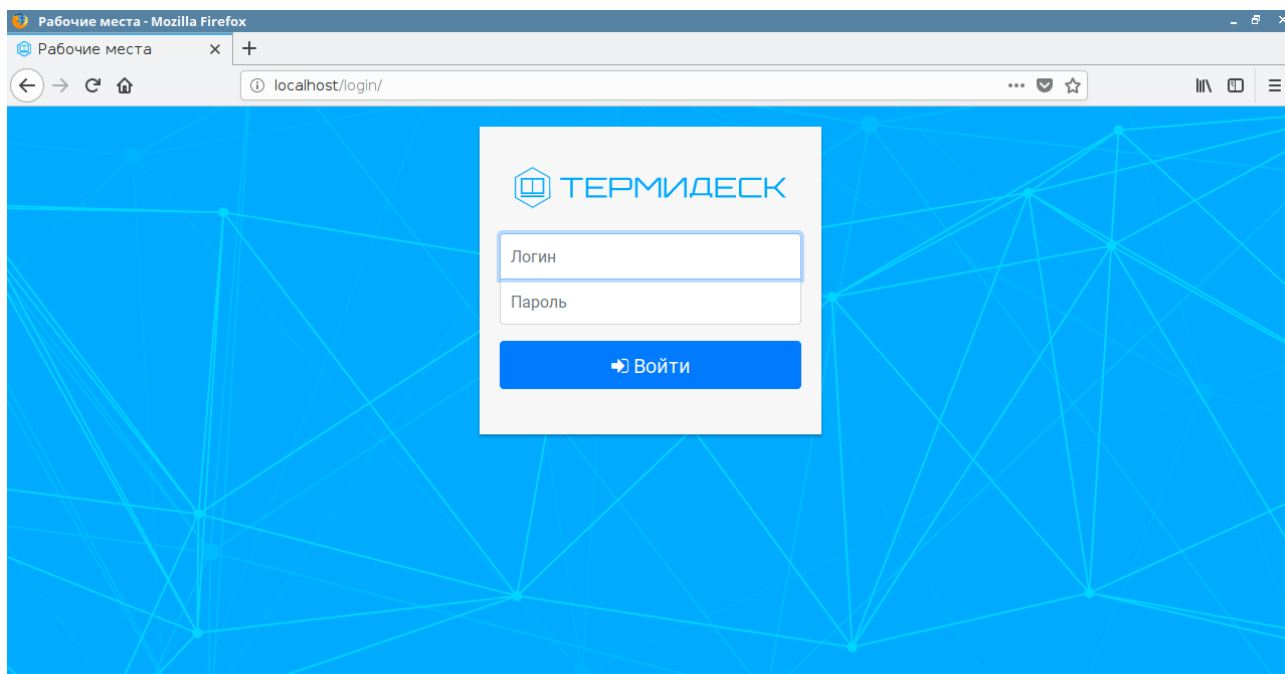 Рабочие места - Mozilla Firefox
Рабочие места
localhost/login/
ТЕРМИДЕСК
Логин
Пароль
Войти